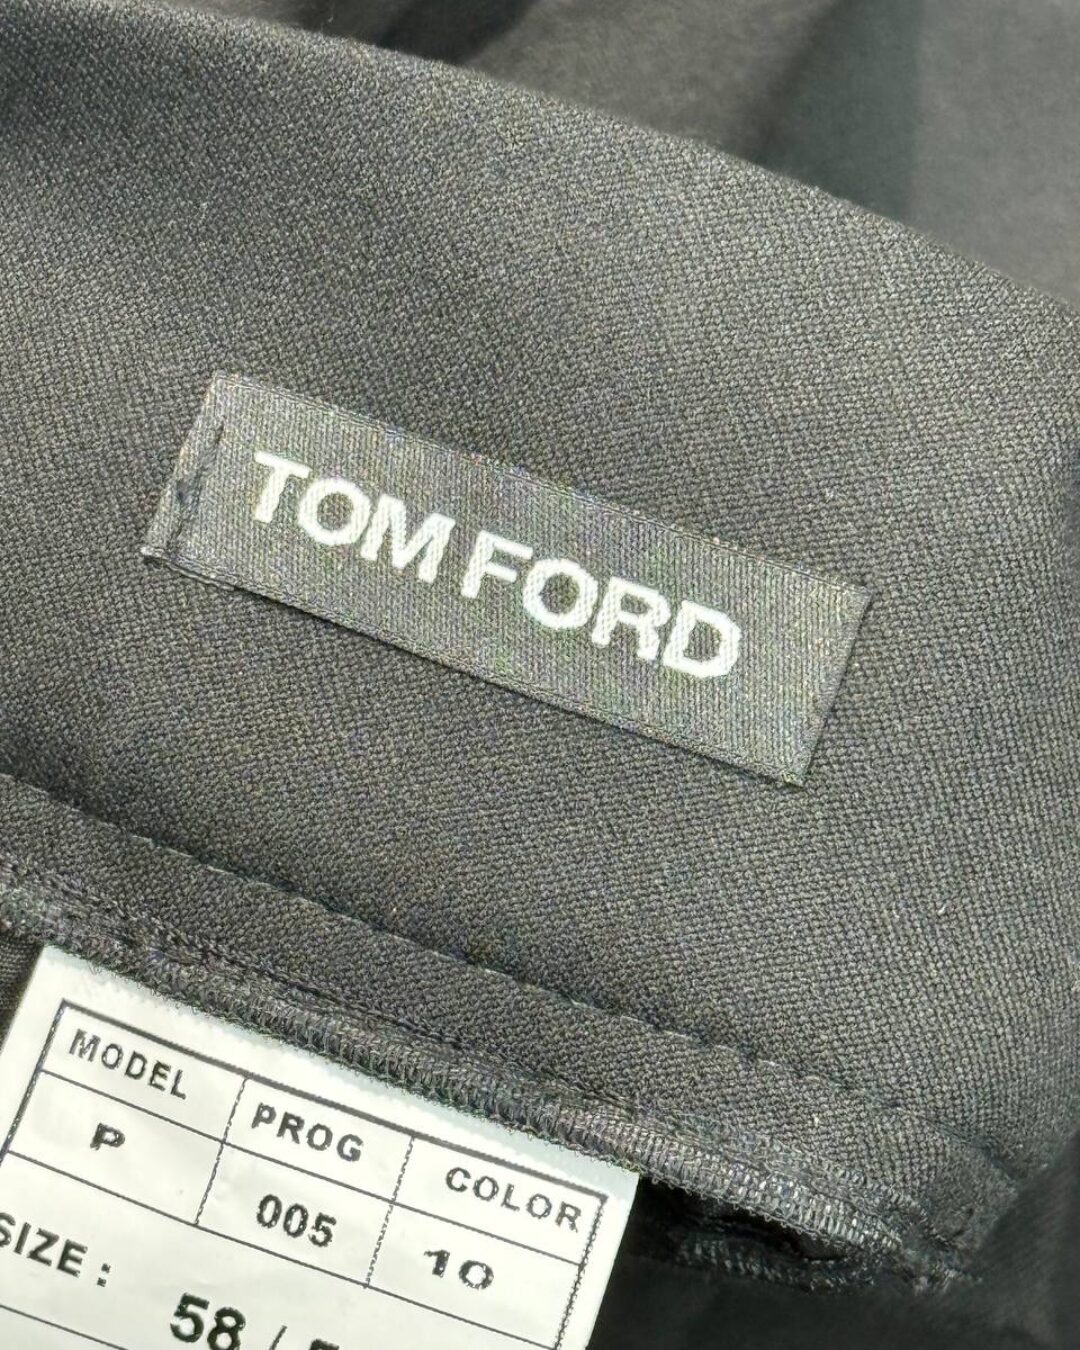 TOM FORD
MODEL PROG COLOR
P 005 10
SIZE :
58 /